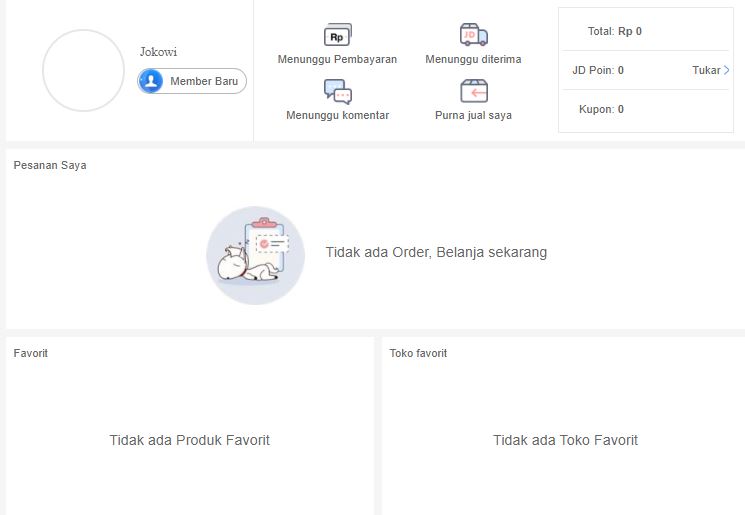 Jokowi
Member Baru
Rp
Menunggu Pembayaran
JD
Menunggu diterima
Menunggu komentar
Purna jual saya
Total: Rp 0
JD Poin: 0 Tukar
Kupon: 0
Pesanan Saya
Tidak ada Order, Belanja sekarang
Favorit
Tidak ada Produk Favorit
Toko favorit
Tidak ada Toko Favorit